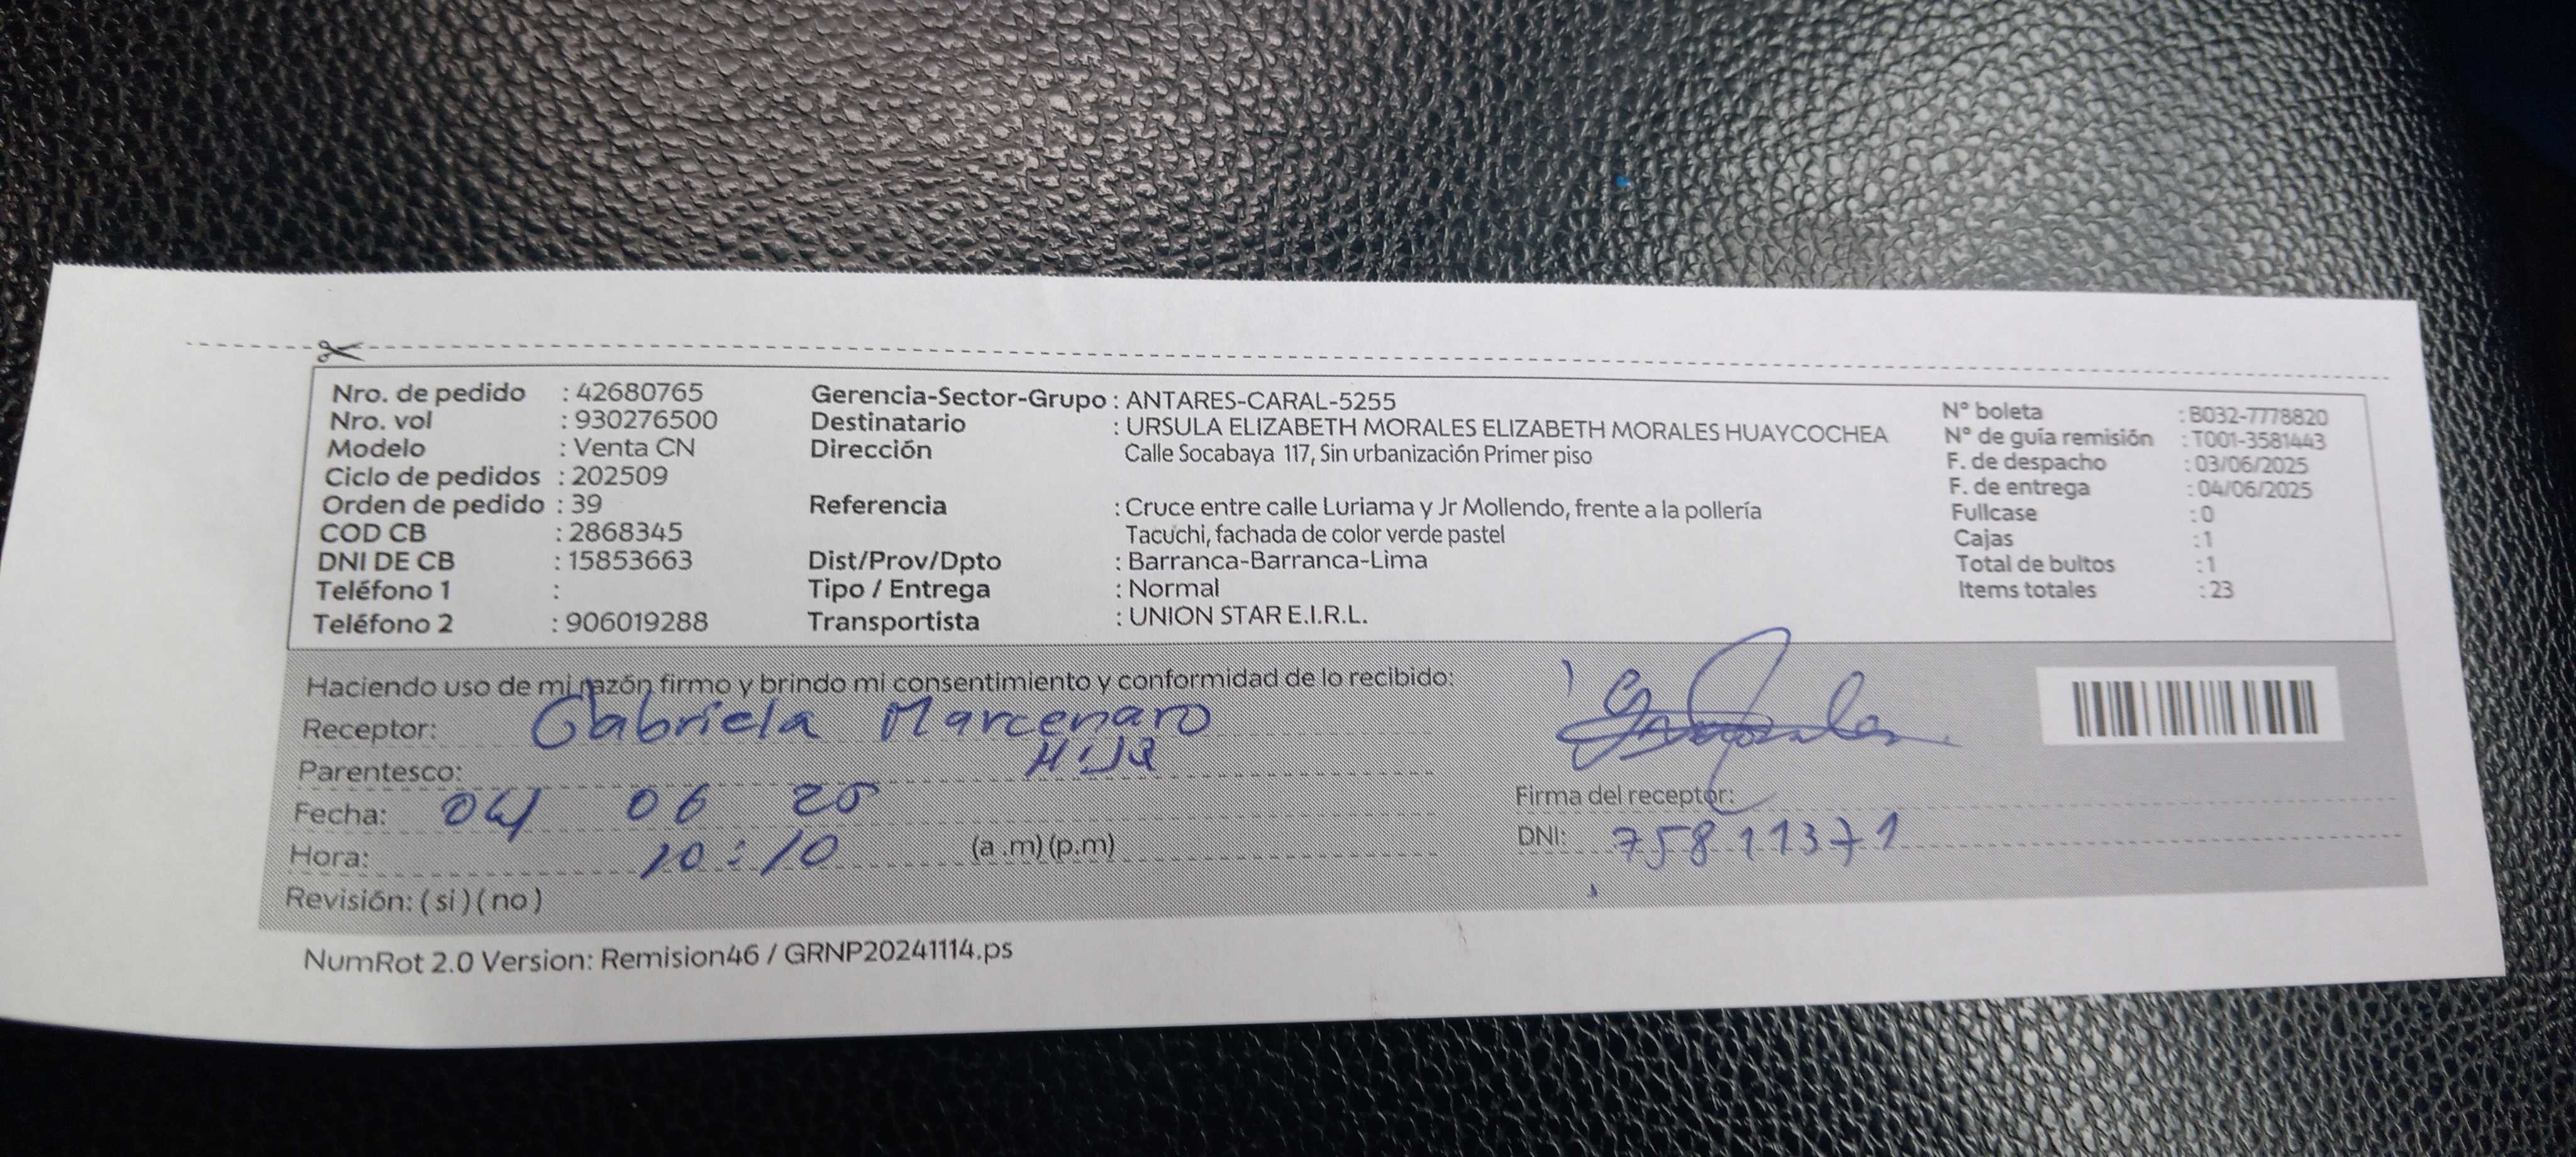 Nro. de pedido : 42680765
Nro. vol : 930276500
Modelo : Venta CN
Ciclo de pedidos : 202509
Orden de pedido : 39
COD CB : 2868345
DNI DE CB : 15853663
Teléfono 1 :
Teléfono 2 : 906019288
Gerencia-Sector-Grupo : ANTARES-CARAL-5255
Destinatario : URSULA ELIZABETH MORALES ELIZABETH MORALES HUAYCOCHEA
Dirección Calle Socabaya 117, Sin urbanización Primer piso
Referencia : Cruce entre calle Luriama y Jr Mollendo, frente a la pollería
Tacuchi, fachada de color verde pastel
Dist/Prov/Dpto : Barranca-Barranca-Lima
Tipo / Entrega : Normal
Transportista : UNION STAR E.I.R.L.
N° boleta : B032-7778820
N° de guía remisión : T001-3581443
F. de despacho : 03/06/2025
F. de entrega : 04/06/2025
Fullcase : 0
Cajas : 1
Total de bultos : 1
Items totales : 23
Haciendo uso de mi razón firmo y brindo mi consentimiento y conformidad de lo recibido:
Receptor: Gabriela Marcenaro
Parentesco: Hija
Fecha: 04 06 25
Hora: 10:10 (a .m) (p.m)
Revisión: ( si ) ( no )
Firma del receptor:
DNI: 75811371
NumRot 2.0 Version: Remision46 / GRNP20241114.ps